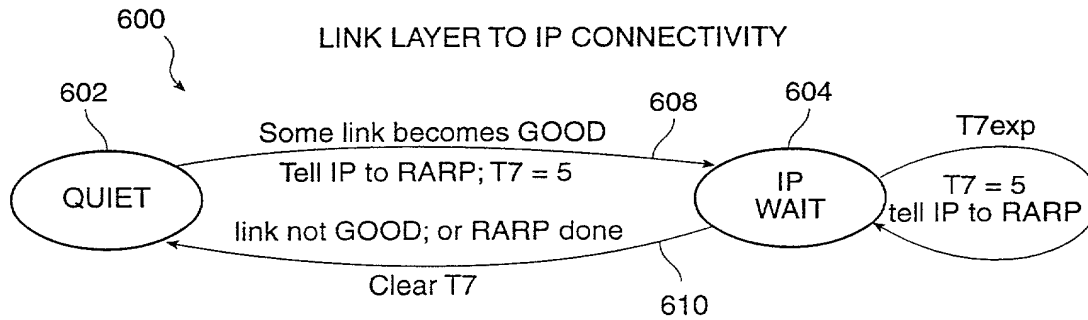 600
LINK LAYER TO IP CONNECTIVITY
602
608
604
Some link becomes GOOD
T7exp
Tell IP to RARP; T7 = 5
QUIET
IP
WAIT
T7 = 5
tell IP to RARP
link not GOOD; or RARP done
Clear T7
610